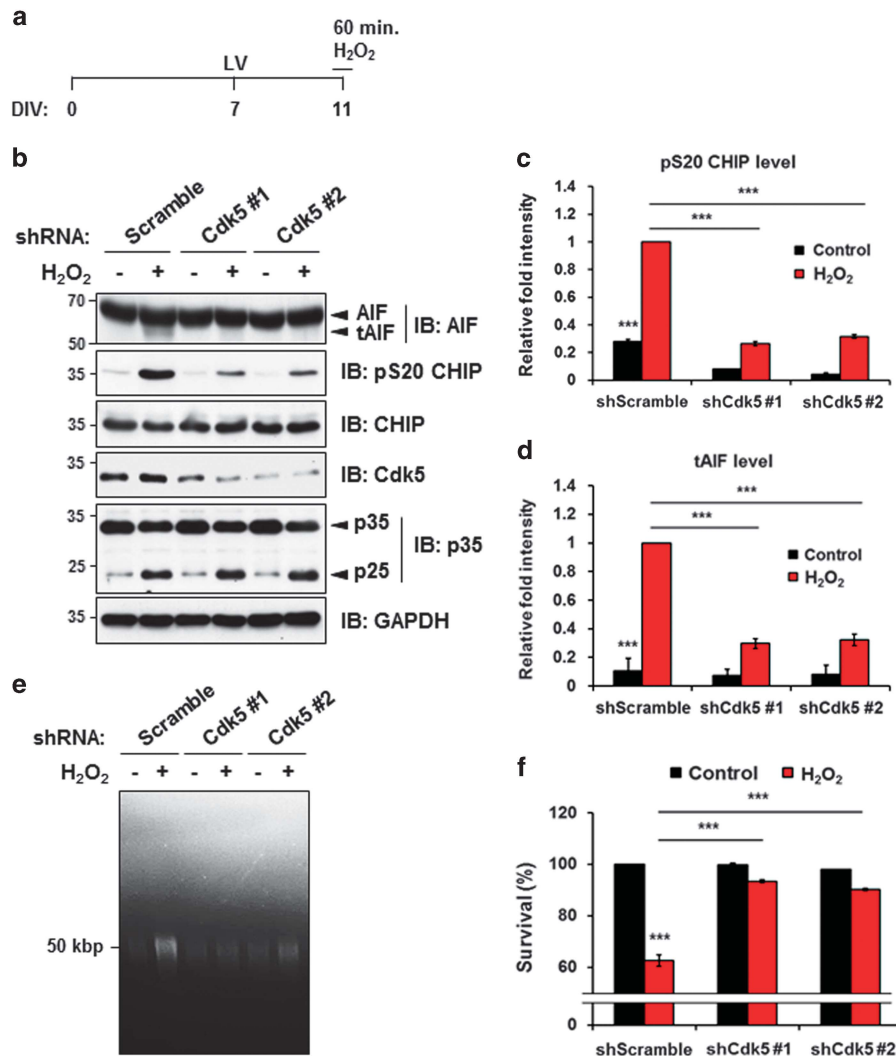 a
60 min.
H₂O₂
LV
DIV: 0 7 11
b
shRNA: Scramble Cdk5 #1 Cdk5 #2
H₂O₂ - + - + - +
70
50
AIF
tAIF
IB: AIF
35
IB: pS20 CHIP
35
IB: CHIP
35
IB: Cdk5
35
25
p35
p25
IB: p35
35
IB: GAPDH
c
pS20 CHIP level
Relative fold intensity
1.4
1.2
1
0.8
0.6
0.4
0.2
0
***
***
***
Control
H₂O₂
shScramble shCdk5 #1 shCdk5 #2
d
tAIF level
Relative fold intensity
1.4
1.2
1
0.8
0.6
0.4
0.2
0
***
***
***
Control
H₂O₂
shScramble shCdk5 #1 shCdk5 #2
e
shRNA: Scramble Cdk5 #1 Cdk5 #2
H₂O₂ - + - + - +
50 kbp
f
Control H₂O₂
Survival (%)
120
100
80
60
0
***
***
***
shScramble shCdk5 #1 shCdk5 #2